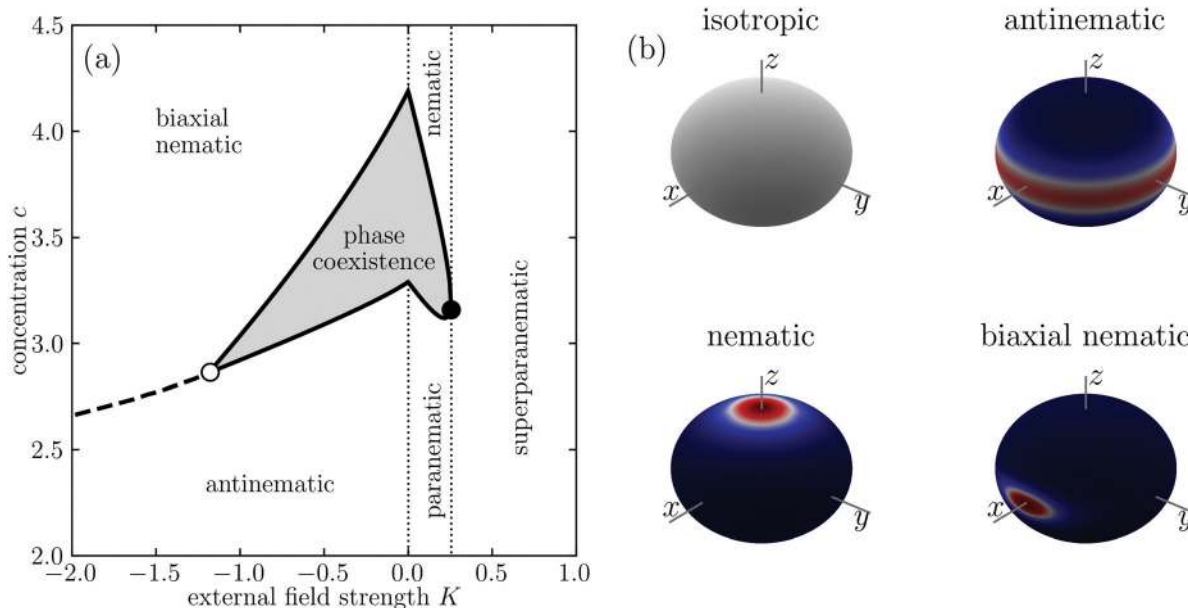 (a)
4.5
4.0
3.5
3.0
2.5
2.0
concentration c
−2.0 −1.5 −1.0 −0.5 0.0 0.5 1.0
external field strength K
biaxial
nematic
nematic
phase
coexistence
superparanematic
paranematic
antinematic
(b)
isotropic
z
x
y
antinematic
z
x
y
nematic
z
x
y
biaxial nematic
z
x
y